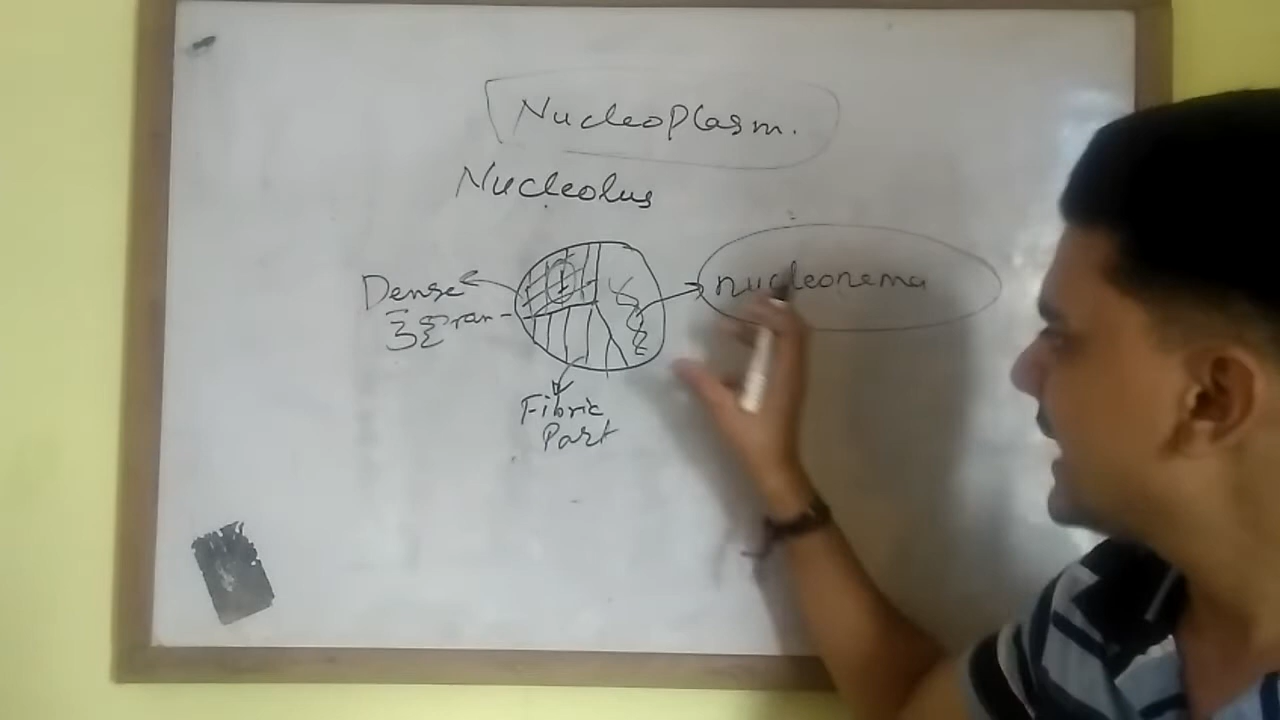 Nucleoplasm.
Nucleolus
nucleonema
Dense
Fibric
Part